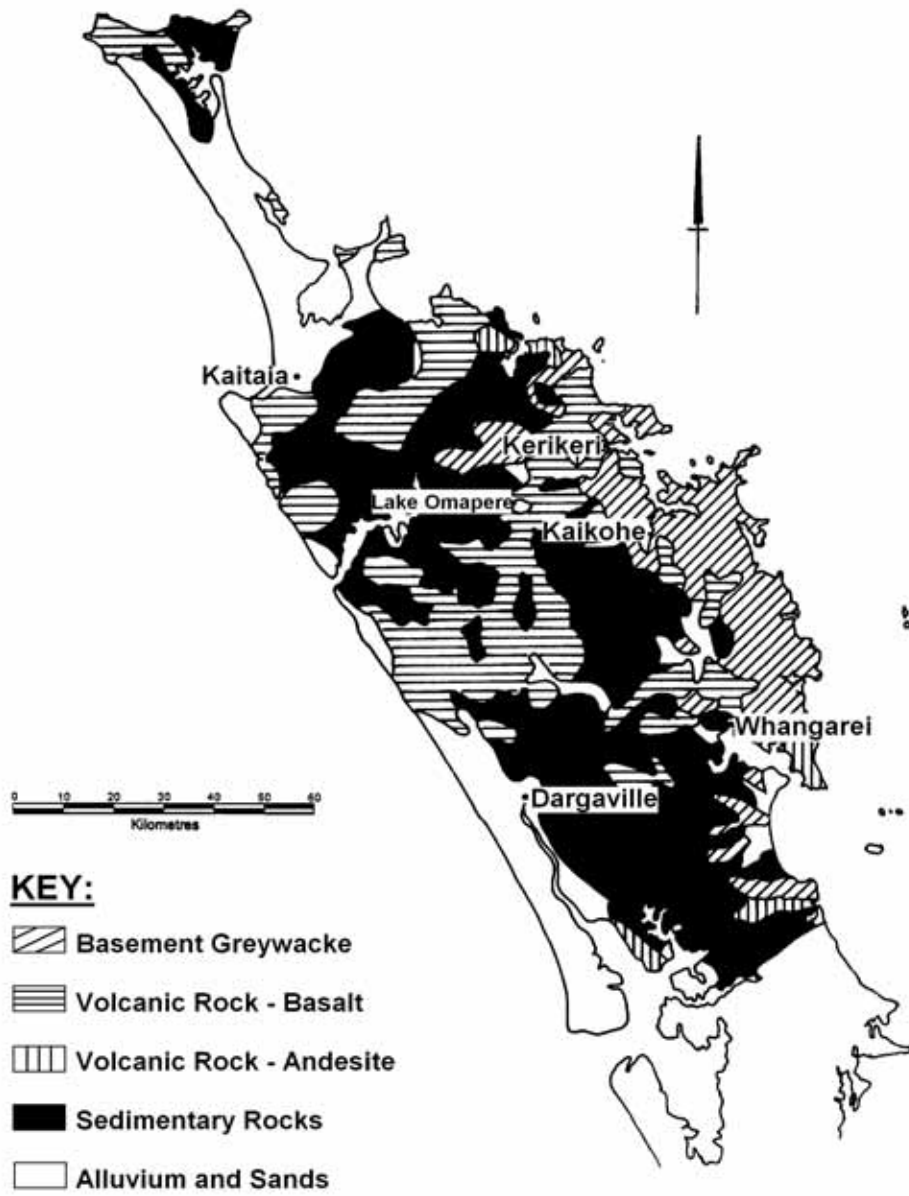 Kaitaia
Kerikeri
Lake Omapere
Kaikohe
Whangarei
Dargaville
0 10 20 30 40 50 60
Kilometres
KEY:
Basement Greywacke
Volcanic Rock - Basalt
Volcanic Rock - Andesite
Sedimentary Rocks
Alluvium and Sands